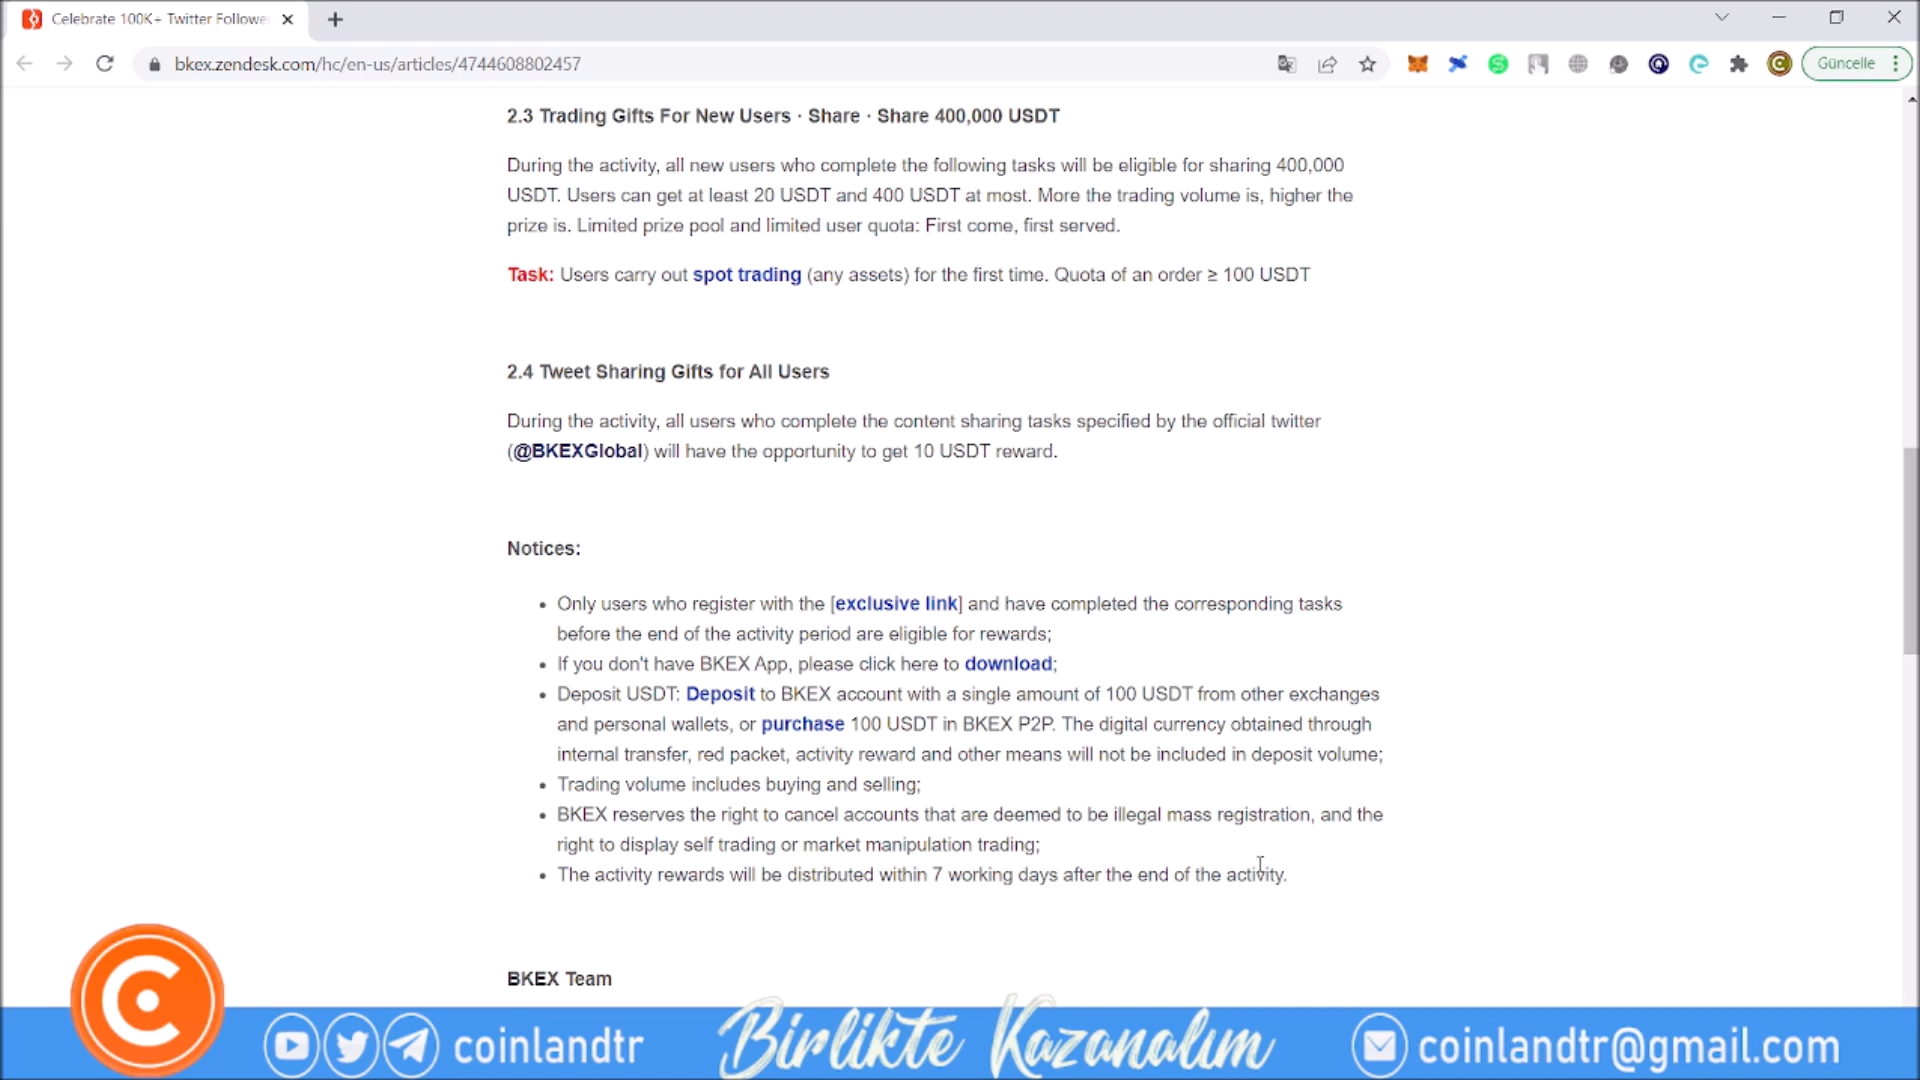 Celebrate 100K+ Twitter Followe
bkex.zendesk.com/hc/en-us/articles/4744608802457
Güncelle
2.3 Trading Gifts For New Users · Share · Share 400,000 USDT
During the activity, all new users who complete the following tasks will be eligible for sharing 400,000
USDT. Users can get at least 20 USDT and 400 USDT at most. More the trading volume is, higher the
prize is. Limited prize pool and limited user quota: First come, first served.
Task: Users carry out spot trading (any assets) for the first time. Quota of an order ≥ 100 USDT
2.4 Tweet Sharing Gifts for All Users
During the activity, all users who complete the content sharing tasks specified by the official twitter
(@BKEXGlobal) will have the opportunity to get 10 USDT reward.
Notices:
• Only users who register with the [exclusive link] and have completed the corresponding tasks
before the end of the activity period are eligible for rewards;
• If you don't have BKEX App, please click here to download;
• Deposit USDT: Deposit to BKEX account with a single amount of 100 USDT from other exchanges
and personal wallets, or purchase 100 USDT in BKEX P2P. The digital currency obtained through
internal transfer, red packet, activity reward and other means will not be included in deposit volume;
• Trading volume includes buying and selling;
• BKEX reserves the right to cancel accounts that are deemed to be illegal mass registration, and the
right to display self trading or market manipulation trading;
• The activity rewards will be distributed within 7 working days after the end of the activity.
BKEX Team
coinlandtr
Birlikte Kazanalım
coinlandtr@gmail.com